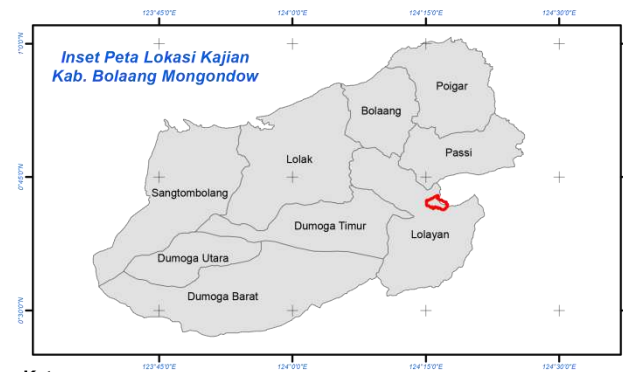 123°45'0"E 124°0'0"E 124°15'0"E 124°30'0"E
Inset Peta Lokasi Kajian
Kab. Bolaang Mongondow
1°0'0"N
Poigar
Bolaang
Passi
Lolak
0°45'0"N
Sangtombolang
Dumoga Timur
Lolayan
Dumoga Utara
Dumoga Barat
0°30'0"N
123°45'0"E 124°0'0"E 124°15'0"E 124°30'0"E